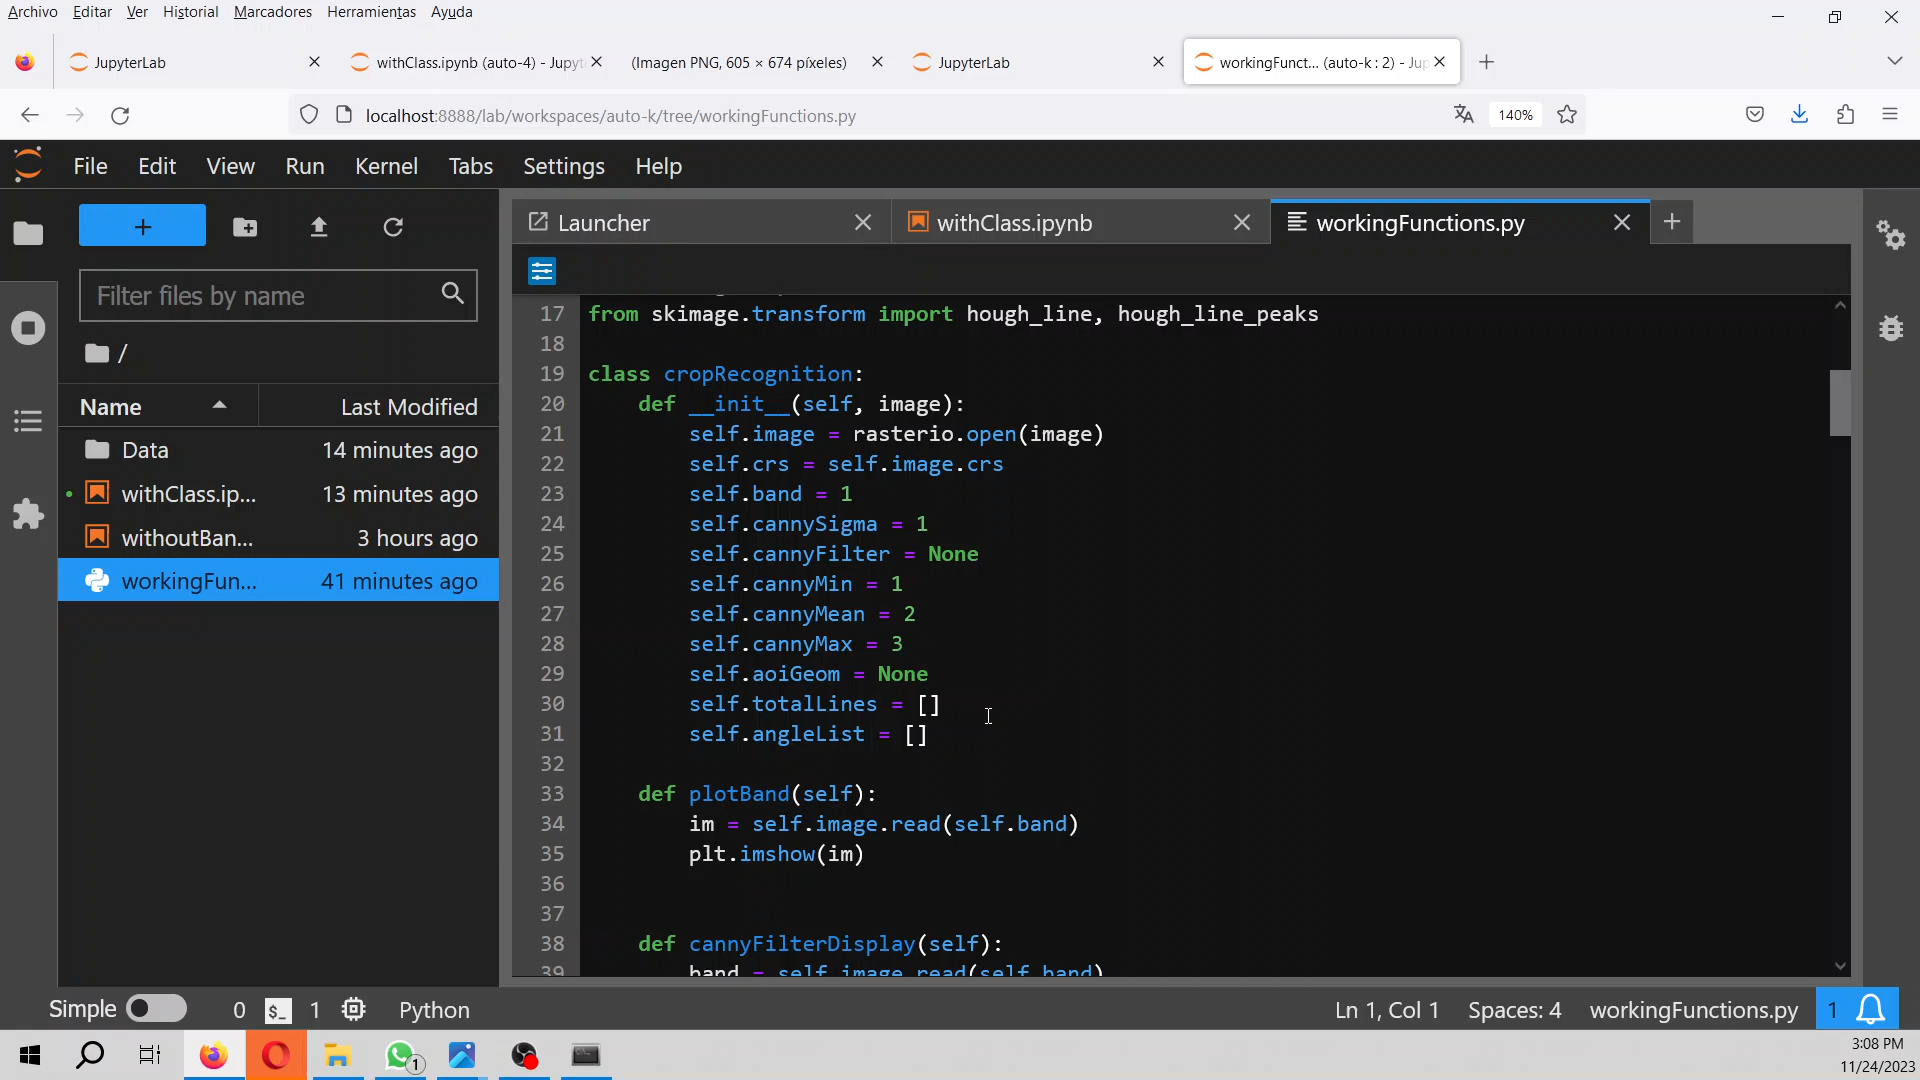 Archivo Editar Ver Historial Marcadores Herramientas Ayuda
JupyterLab
withClass.ipynb (auto-4) - Jupyt
(Imagen PNG, 605 × 674 píxeles)
JupyterLab
workingFunct... (auto-k : 2) - Jup
localhost:8888/lab/workspaces/auto-k/tree/workingFunctions.py
140%
File Edit View Run Kernel Tabs Settings Help
+
Launcher
withClass.ipynb
workingFunctions.py
Filter files by name
/
Name Last Modified
Data 14 minutes ago
withClass.ip... 13 minutes ago
withoutBan... 3 hours ago
workingFun... 41 minutes ago
17 from skimage.transform import hough_line, hough_line_peaks
18
19 class cropRecognition:
20     def __init__(self, image):
21         self.image = rasterio.open(image)
22         self.crs = self.image.crs
23         self.band = 1
24         self.cannySigma = 1
25         self.cannyFilter = None
26         self.cannyMin = 1
27         self.cannyMean = 2
28         self.cannyMax = 3
29         self.aoiGeom = None
30         self.totalLines = []
31         self.angleList = []
32
33     def plotBand(self):
34         im = self.image.read(self.band)
35         plt.imshow(im)
36
37
38     def cannyFilterDisplay(self):
39         band = self.image.read(self.band)
Simple 0 $_ 1 Python Ln 1, Col 1 Spaces: 4 workingFunctions.py 1
1
3:08 PM
11/24/2023